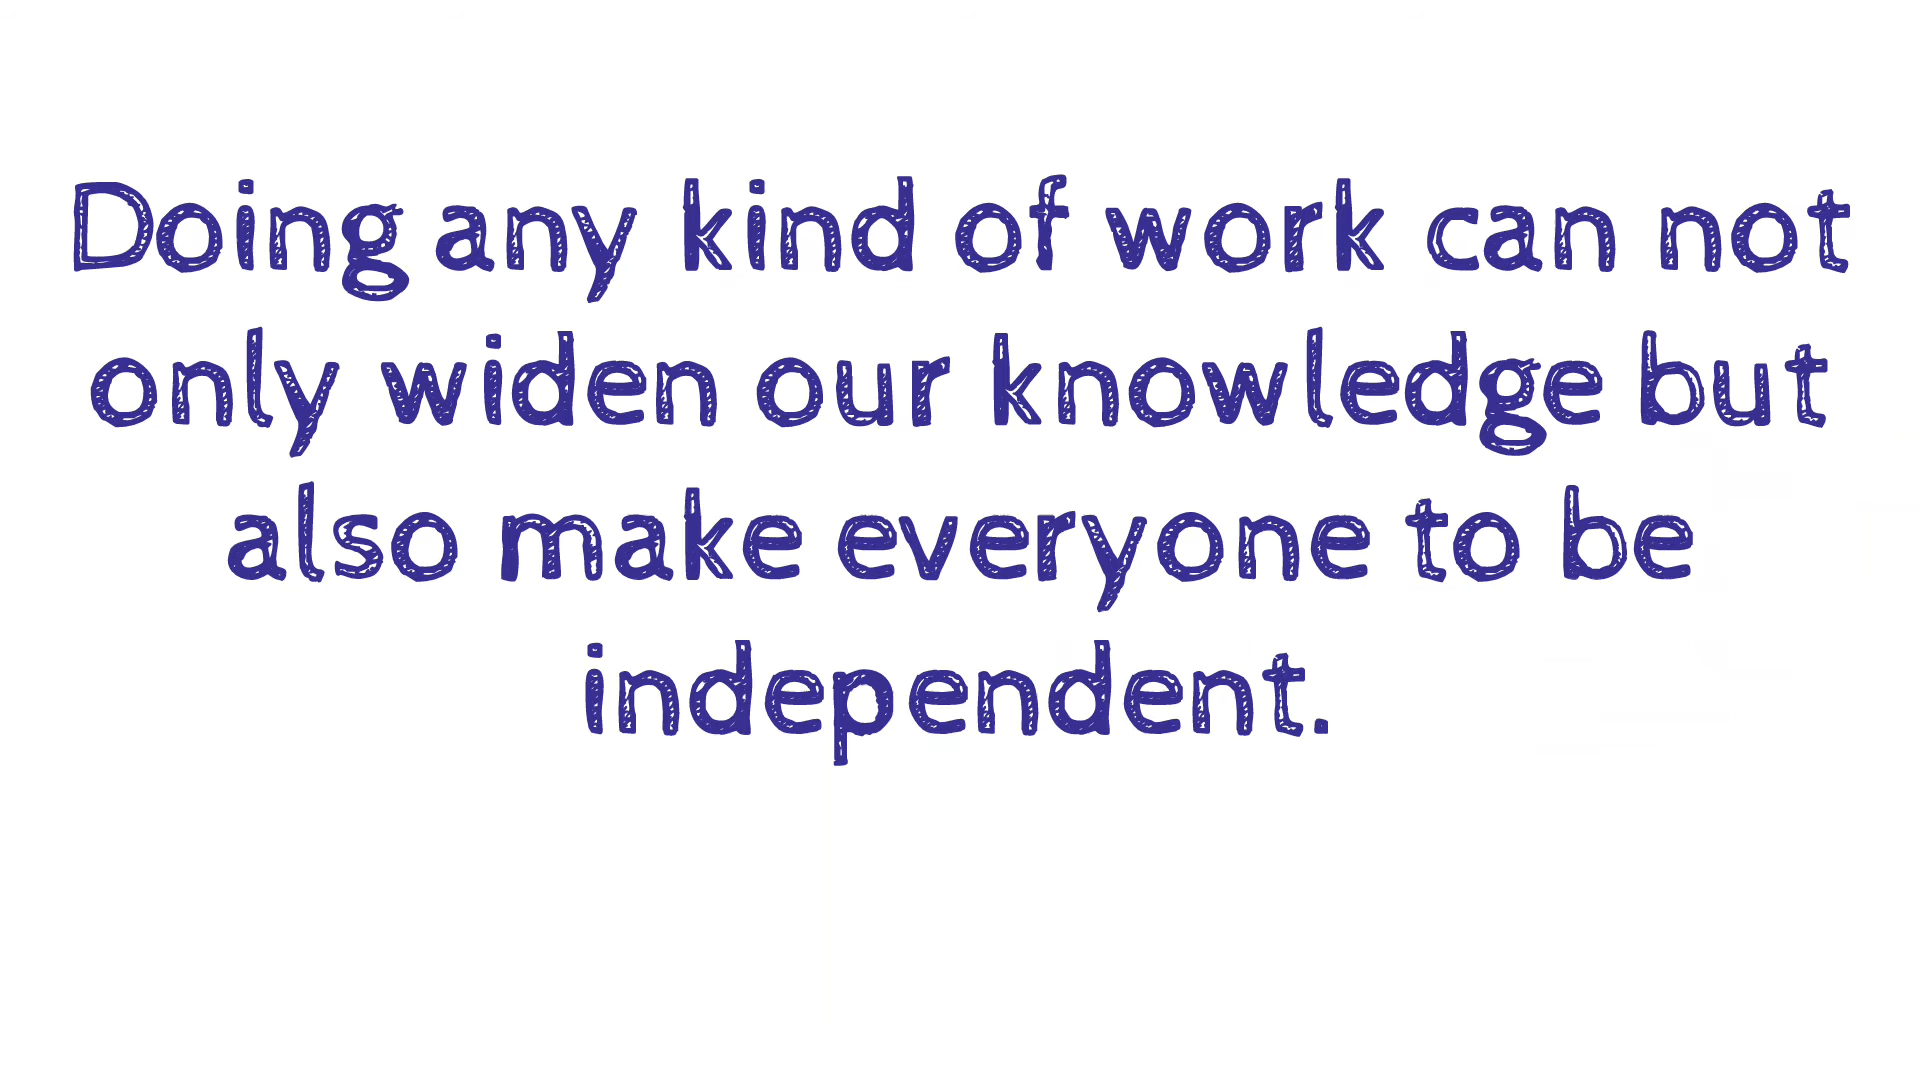 Doing any kind of work can not
only widen our knowledge but
also make everyone to be
independent.